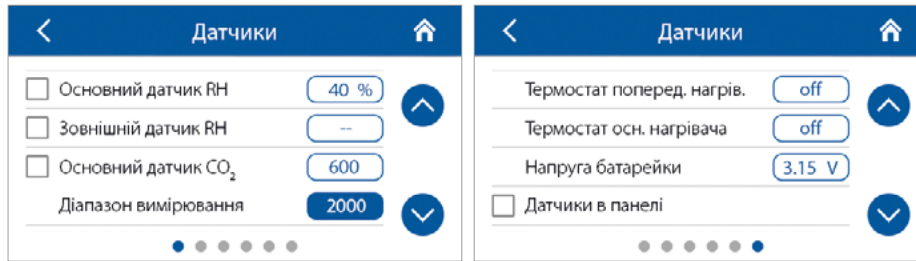 Датчики
Основний датчик RH 40 %
Зовнішній датчик RH --
Основний датчик CO₂ 600
Діапазон вимірювання 2000
Датчики
Термостат поперед. нагрів. off
Термостат осн. нагрівача off
Напруга батарейки 3.15 V
Датчики в панелі